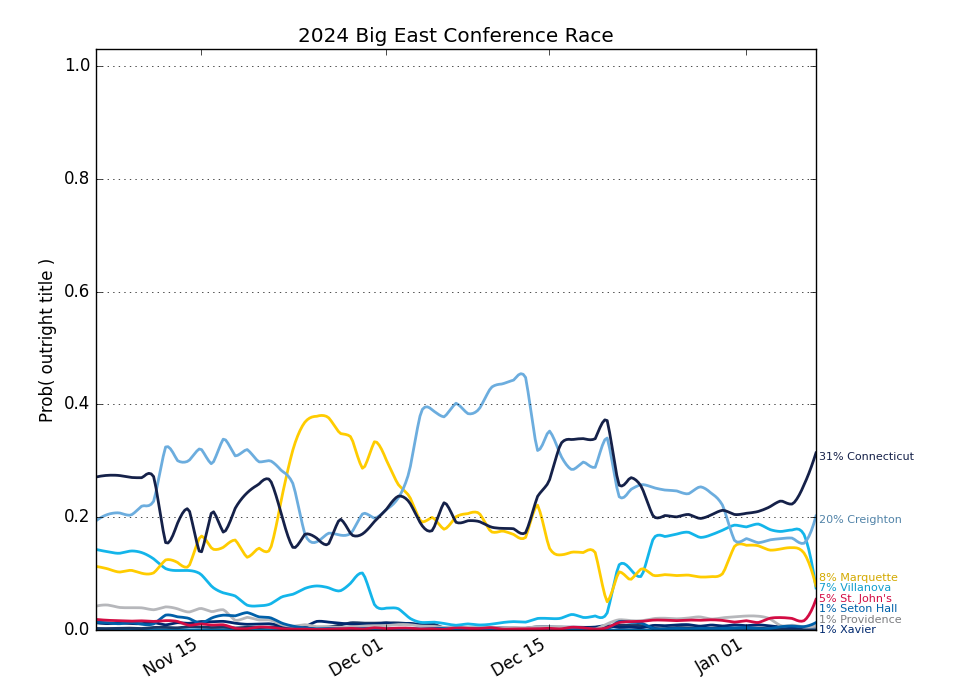 2024 Big East Conference Race
Prob( outright title )
1.0
0.8
0.6
0.4
0.2
0.0
Nov 15
Dec 01
Dec 15
Jan 01
31% Connecticut
20% Creighton
8% Marquette
7% Villanova
5% St. John's
1% Seton Hall
1% Providence
1% Xavier